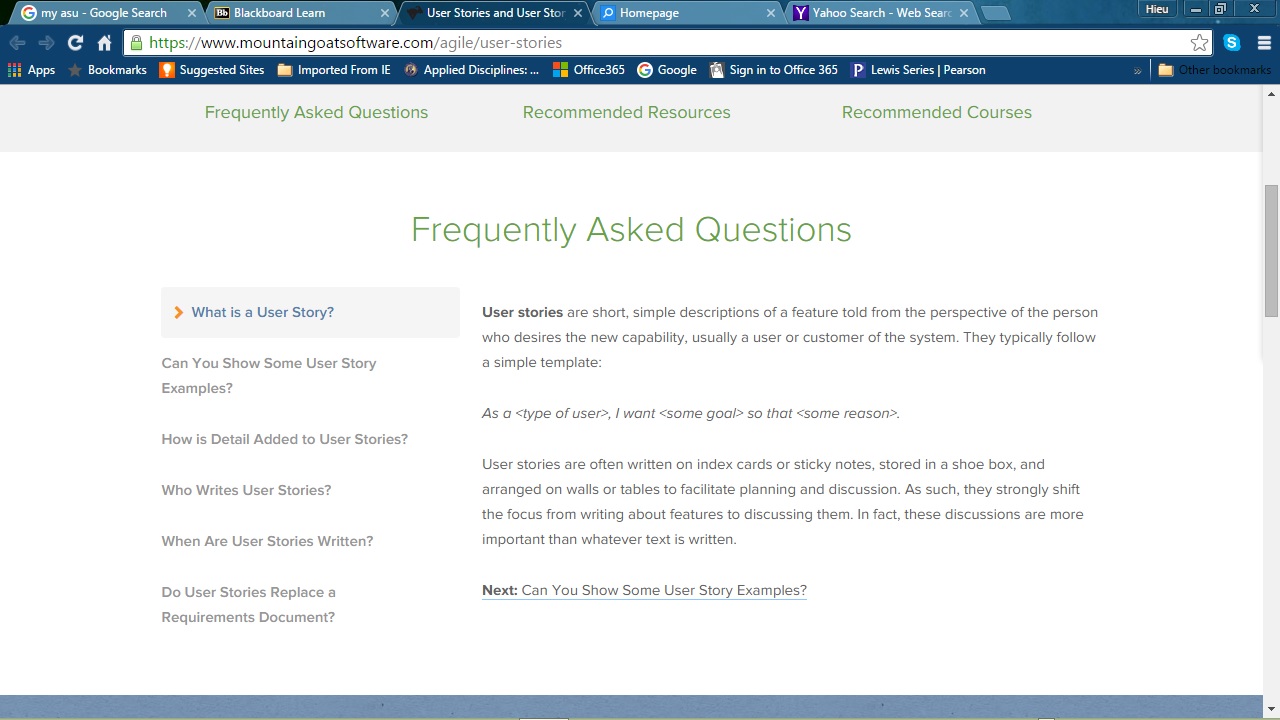 my asu - Google Search
Blackboard Learn
User Stories and User Stor
Homepage
Yahoo Search - Web Searc
Hieu
https://www.mountaingoatsoftware.com/agile/user-stories
Apps
Bookmarks
Suggested Sites
Imported From IE
Applied Disciplines: ...
Office365
Google
Sign in to Office 365
Lewis Series | Pearson
»
Other bookmarks
Frequently Asked Questions
Recommended Resources
Recommended Courses
Frequently Asked Questions
What is a User Story?
Can You Show Some User Story
Examples?
How is Detail Added to User Stories?
Who Writes User Stories?
When Are User Stories Written?
Do User Stories Replace a
Requirements Document?
User stories are short, simple descriptions of a feature told from the perspective of the person
who desires the new capability, usually a user or customer of the system. They typically follow
a simple template:
As a <type of user>, I want <some goal> so that <some reason>.
User stories are often written on index cards or sticky notes, stored in a shoe box, and
arranged on walls or tables to facilitate planning and discussion. As such, they strongly shift
the focus from writing about features to discussing them. In fact, these discussions are more
important than whatever text is written.
Next: Can You Show Some User Story Examples?